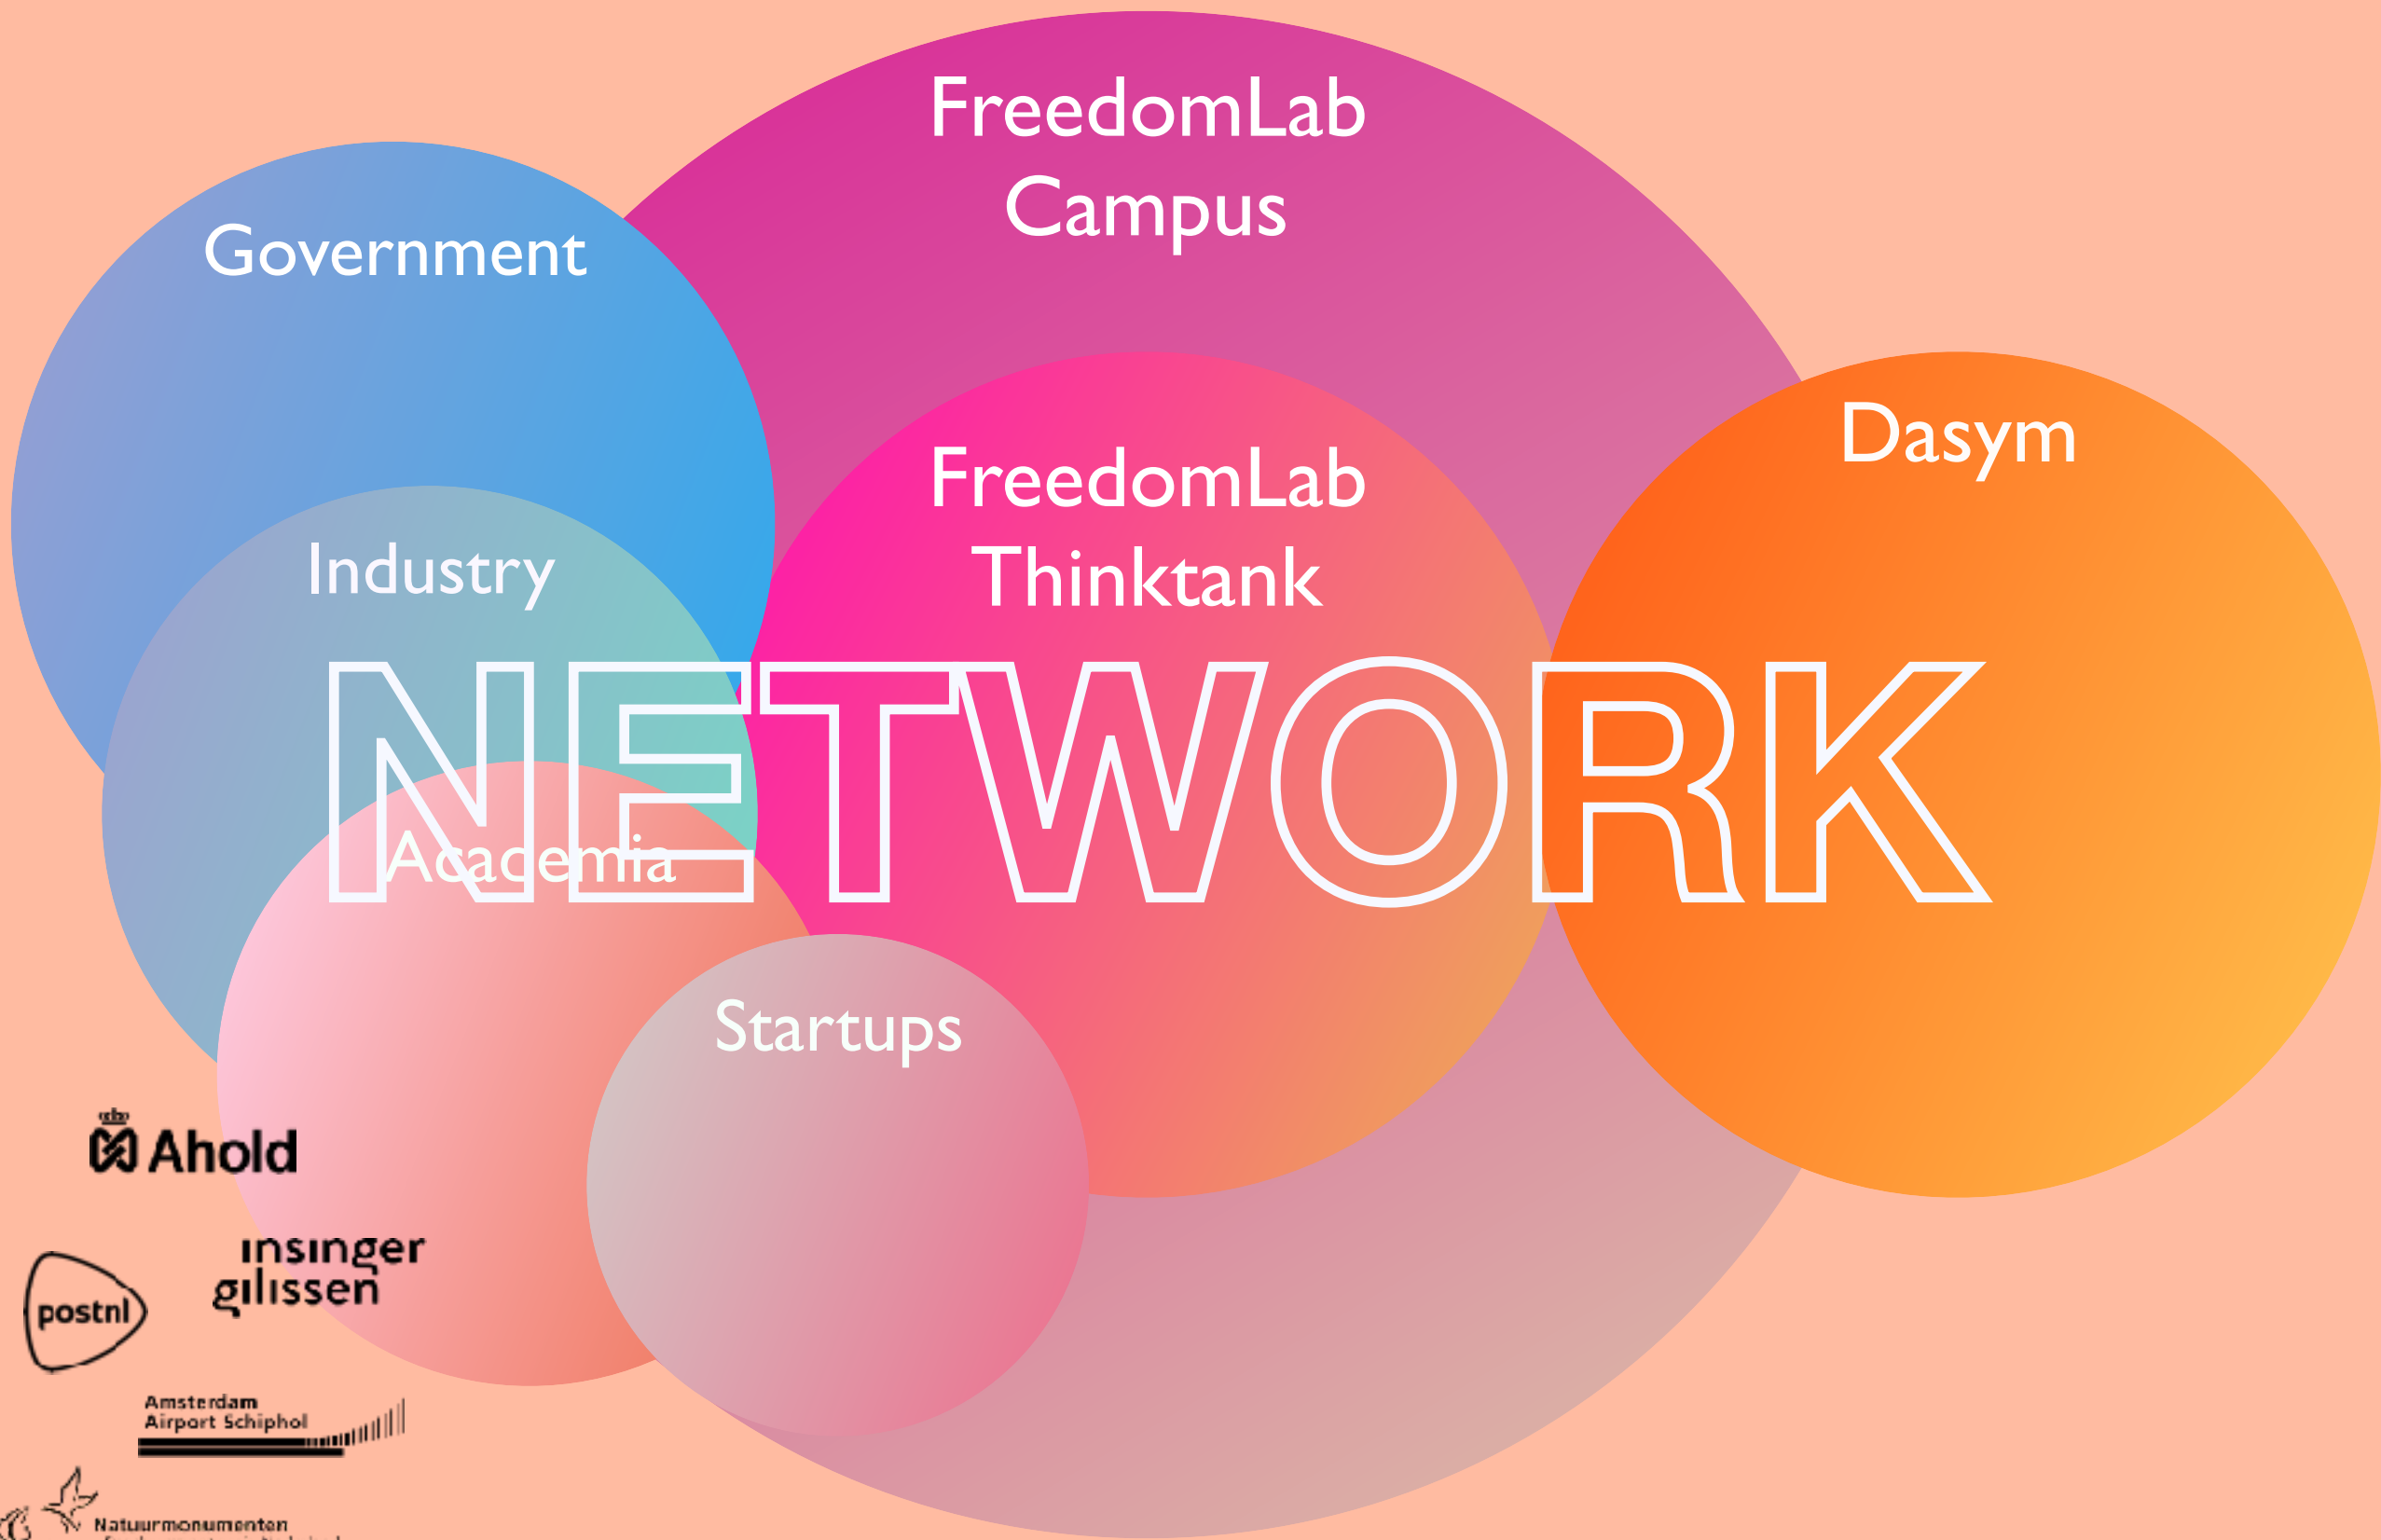 FreedomLab
Campus
Government
Dasym
FreedomLab
Thinktank
Industry
NETWORK
Academia
Startups
Ahold
insinger
gilissen
postnl
Amsterdam
Airport Schiphol
Natuurmonumenten